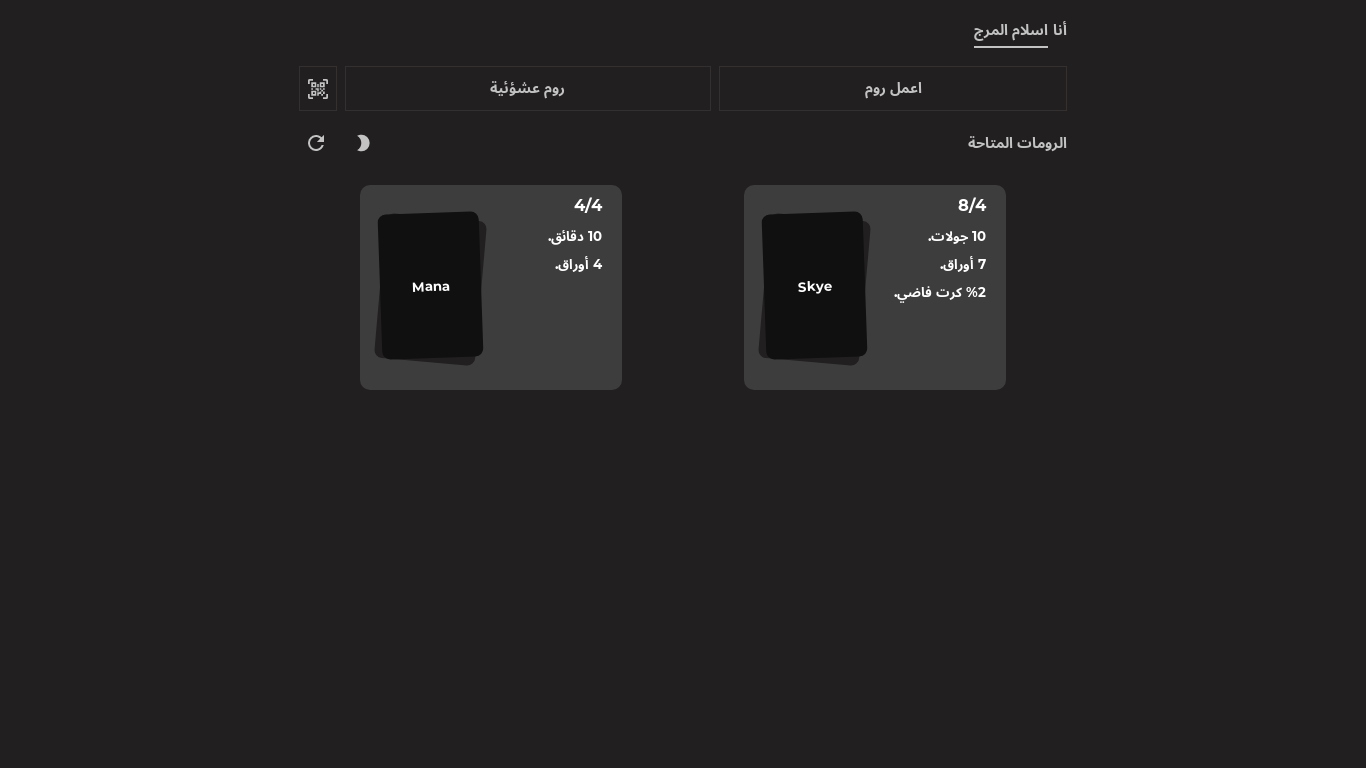 أنا اسلام المرج
اعمل روم
روم عشوئية
الرومات المتاحة
8/4
10 جولات.
7 أوراق.
2% كرت فاضي.
Skye
4/4
10 دقائق.
4 أوراق.
Mana